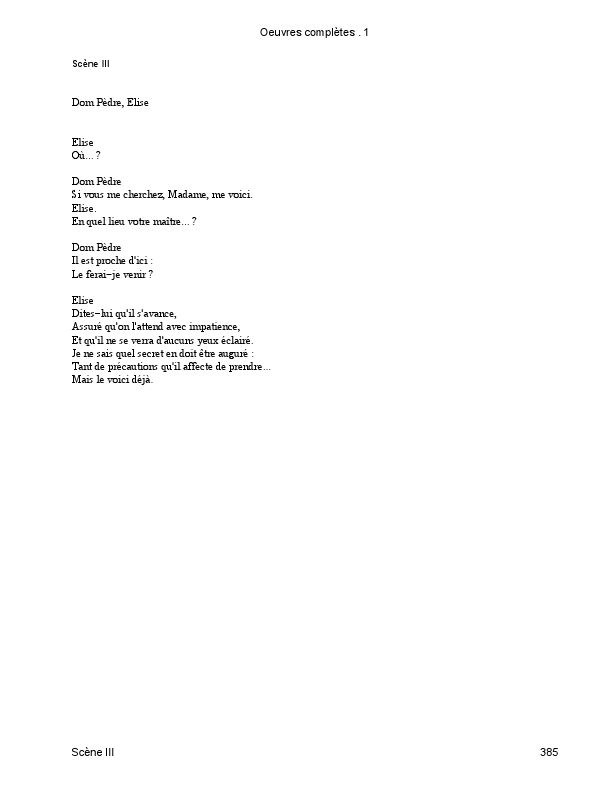 Oeuvres complètes . 1
Scène III
Dom Pèdre, Elise
Elise
Où... ?
Dom Pèdre
Si vous me cherchez, Madame, me voici.
Elise.
En quel lieu votre maître... ?
Dom Pèdre
Il est proche d'ici :
Le ferai−je venir ?
Elise
Dites−lui qu'il s'avance,
Assuré qu'on l'attend avec impatience,
Et qu'il ne se verra d'aucuns yeux éclairé.
Je ne sais quel secret en doit être auguré :
Tant de précautions qu'il affecte de prendre...
Mais le voici déjà.
Scène III
385